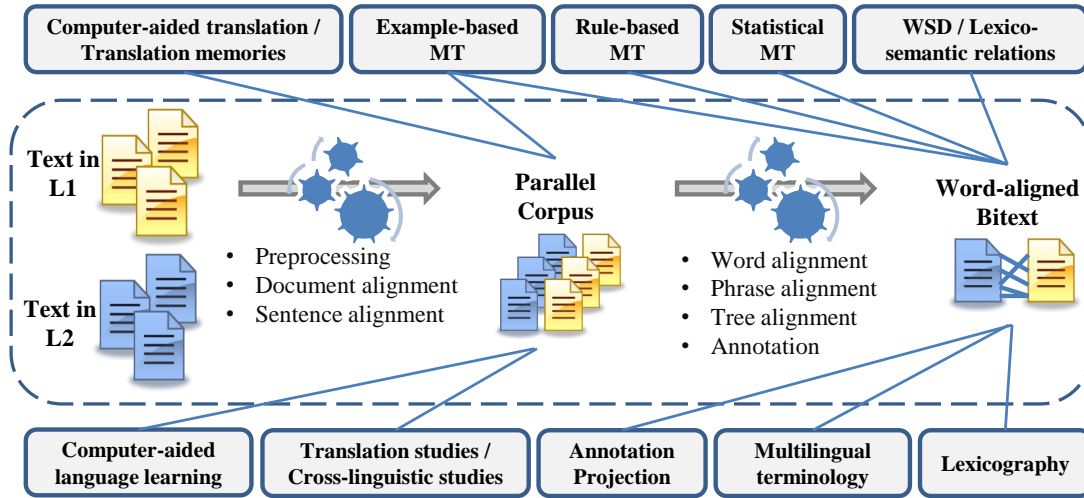 Computer-aided translation /
Translation memories
Example-based
MT
Rule-based
MT
Statistical
MT
WSD / Lexico-
semantic relations
Text in
L1
Text in
L2
• Preprocessing
• Document alignment
• Sentence alignment
Parallel
Corpus
• Word alignment
• Phrase alignment
• Tree alignment
• Annotation
Word-aligned
Bitext
Computer-aided
language learning
Translation studies /
Cross-linguistic studies
Annotation
Projection
Multilingual
terminology
Lexicography